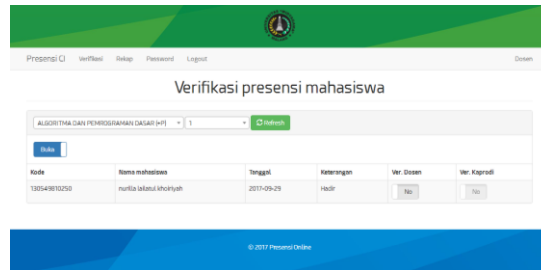 Presensi CI Verifikasi Rekap Password Logout Dosen
Verifikasi presensi mahasiswa
ALGORITMA DAN PEMROGRAMAN DASAR (+P) 1 Refresh
Buka
Kode Nama mahasiswa Tanggal Keterangan Ver. Dosen Ver. Kaprodi
130549810250 nurilla lailatul khoiriyah 2017-09-29 Hadir No No
© 2017 Presensi Online